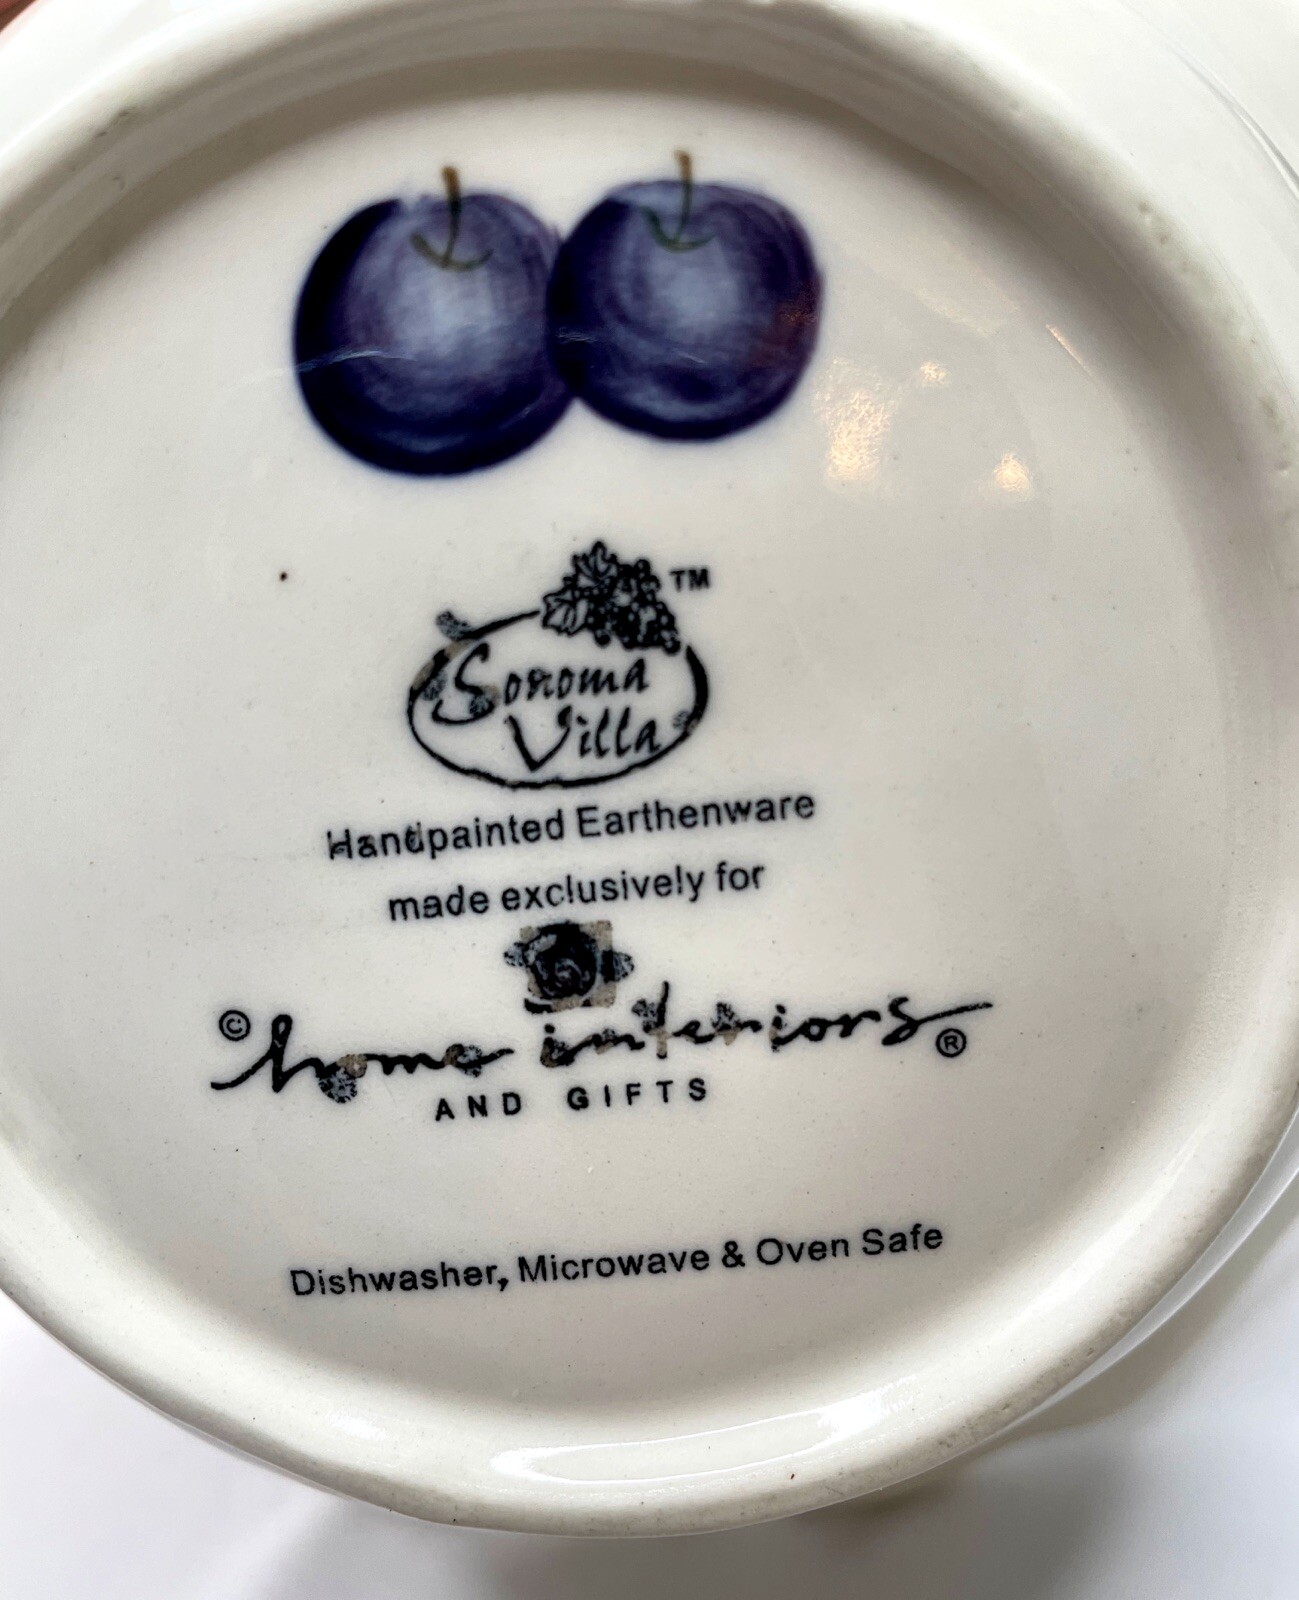 Sonoma TM
Villa
Handpainted Earthenware
made exclusively for
© home interiors ®
AND GIFTS
Dishwasher, Microwave & Oven Safe